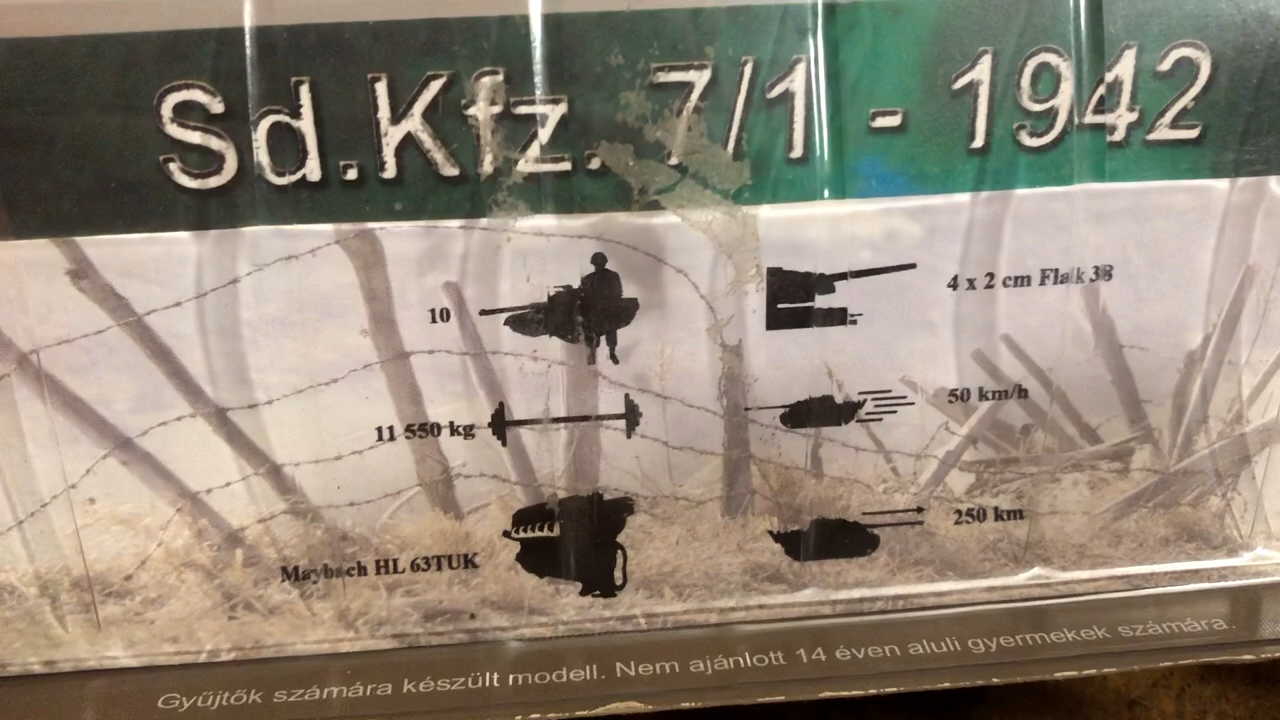 Sd.Kfz. 7/1 - 1942
10
4 x 2 cm Flak 38
11 550 kg
50 km/h
Maybach HL 63TUK
250 km
Gyűjtők számára készült modell. Nem ajánlott 14 éven aluli gyermekek számára.